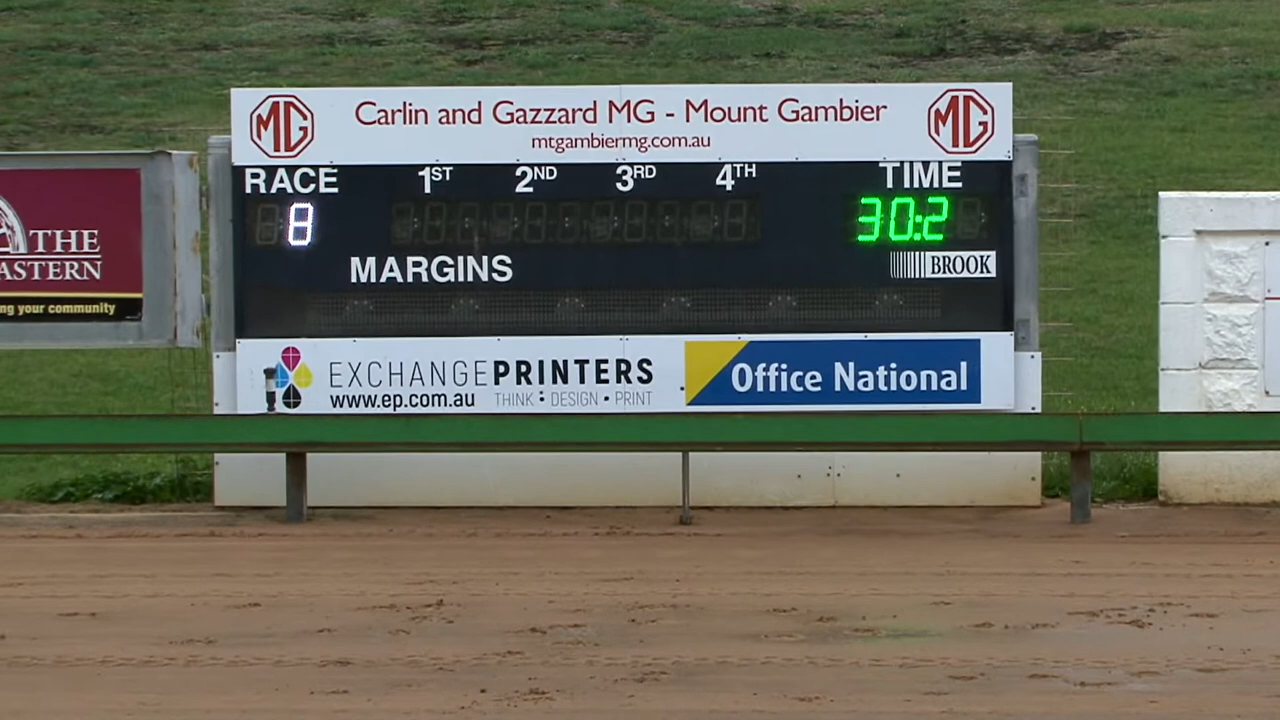 MG
Carlin and Gazzard MG - Mount Gambier
MG
mtgambiermg.com.au
RACE
1ST
2ND
3RD
4TH
TIME
8
30:2
MARGINS
BROOK
THE
ASTERN
ng your community
EXCHANGEPRINTERS
www.ep.com.au
THINK : DESIGN • PRINT
Office National